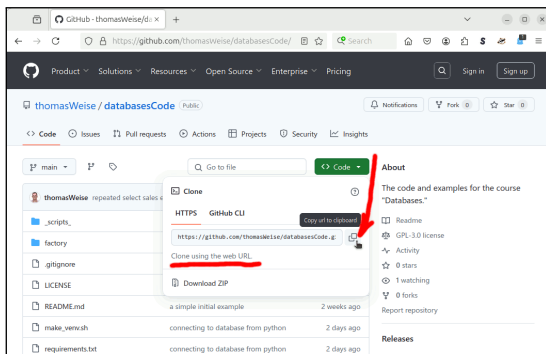 GitHub - thomasWeise/da
https://github.com/thomasWeise/databasesCode/
Search
Product Solutions Resources Open Source Enterprise Pricing
Sign in Sign up
thomasWeise / databasesCode Public
Notifications Fork 0 Star 0
Code Issues Pull requests Actions Projects Security Insights
main
Go to file
Code
About
thomasWeise repeated select sales e
Clone
The code and examples for the course
"Databases."
_scripts_
HTTPS GitHub CLI
Copy url to clipboard
Readme
factory
https://github.com/thomasWeise/databasesCode.g
GPL-3.0 license
Activity
.gitignore
Clone using the web URL
0 stars
LICENSE
Download ZIP
1 watching
0 forks
README.md a simple initial example 2 weeks ago
Report repository
make_venv.sh connecting to database from python 2 days ago
requirements.txt connecting to database from python 2 days ago
Releases